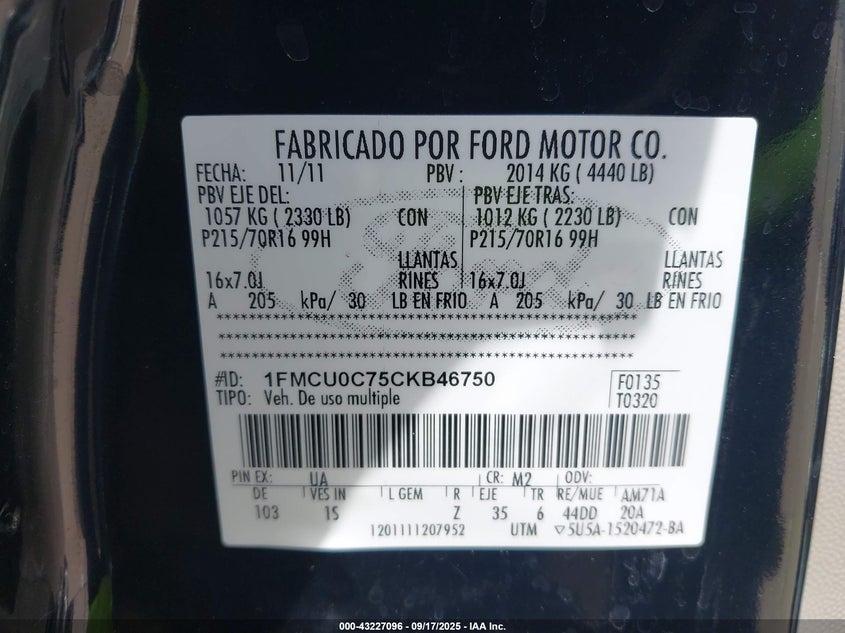 FABRICADO POR FORD MOTOR CO.
FECHA: 11/11 PBV : 2014 KG ( 4440 LB)
PBV EJE DEL: PBV EJE TRAS:
1057 KG ( 2330 LB) CON 1012 KG ( 2230 LB) CON
P215/70R16 99H P215/70R16 99H
LLANTAS LLANTAS
16x7.0J RINES 16x7.0J RINES
A 205 kPa/ 30 LB EN FRIO A 205 kPa/ 30 LB EN FRIO
#ID: 1FMCU0C75CKB46750 F0135
TIPO: Veh. De uso multiple T0320
PIN EX: UA CR: M2 ODV:
DE VES IN L GEM R EJE TR RE/MUE AM71A
103 1S Z 35 6 44DD 20A
1201111207952 UTM ▽5U5A-1520472-BA
000-43227096 - 09/17/2025 - IAA Inc.